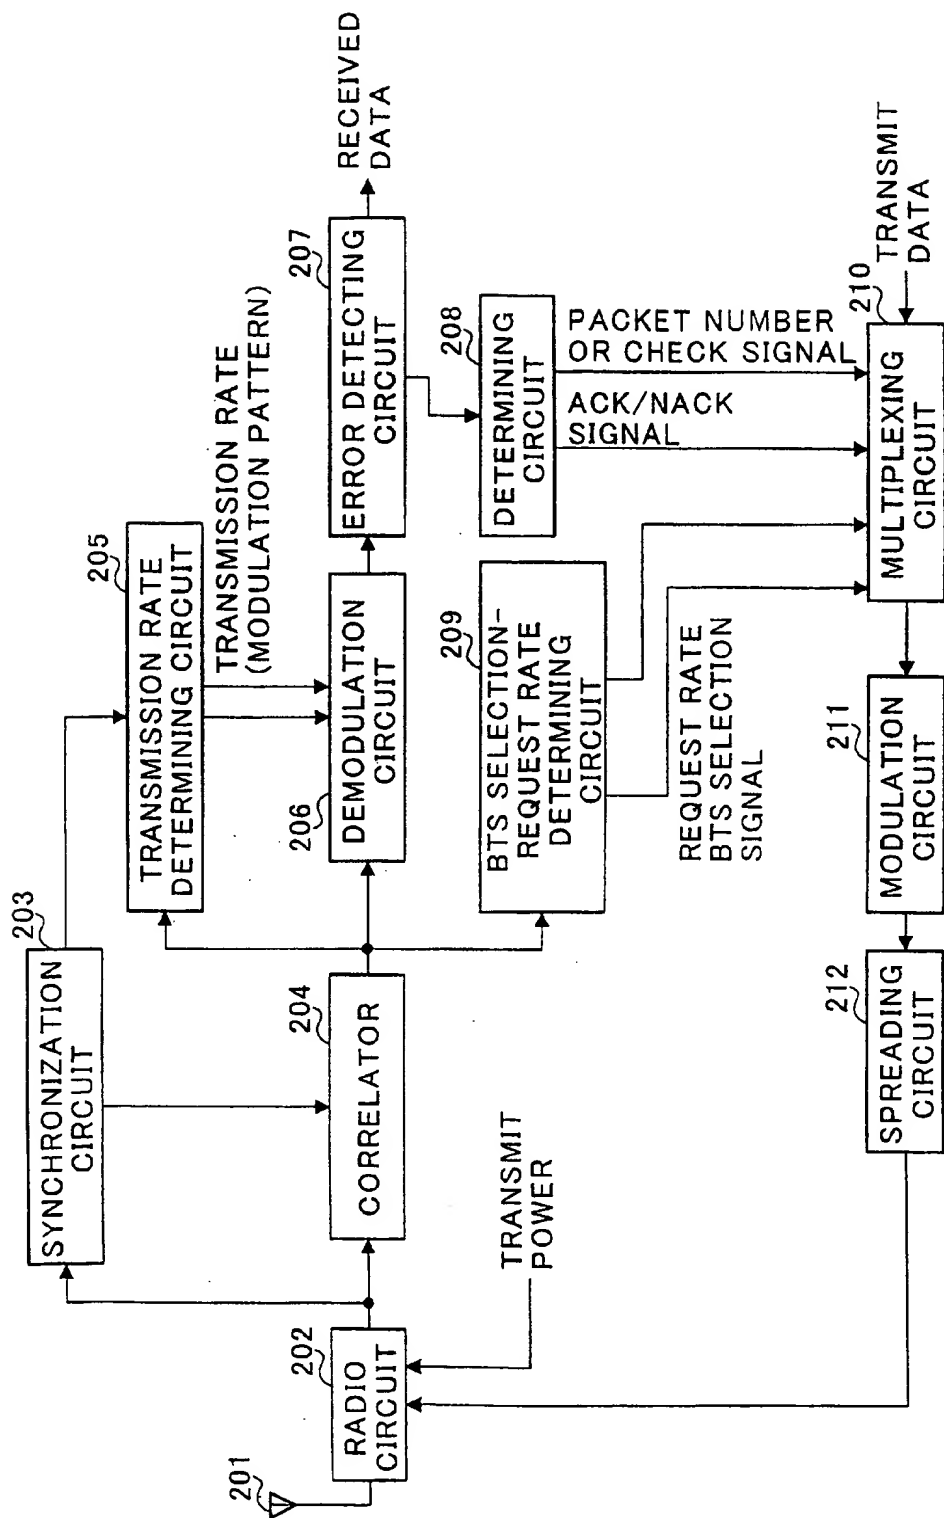 201
202
RADIO
CIRCUIT
TRANSMIT
POWER
203
SYNCHRONIZATION
CIRCUIT
204
CORRELATOR
205
TRANSMISSION RATE
DETERMINING CIRCUIT
TRANSMISSION RATE
(MODULATION PATTERN)
206
DEMODULATION
CIRCUIT
207
ERROR DETECTING
CIRCUIT
RECEIVED
DATA
208
DETERMINING
CIRCUIT
PACKET NUMBER
OR CHECK SIGNAL
ACK/NACK
SIGNAL
209
BTS SELECTION-
REQUEST RATE
DETERMINING
CIRCUIT
REQUEST RATE
BTS SELECTION
SIGNAL
210
MULTIPLEXING
CIRCUIT
TRANSMIT
DATA
211
MODULATION
CIRCUIT
212
SPREADING
CIRCUIT